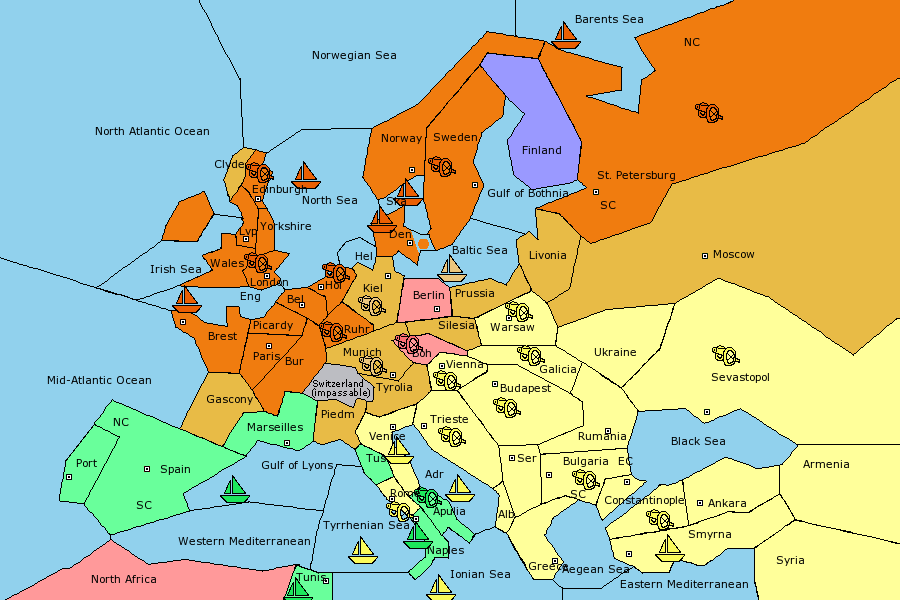 Barents Sea
NC
Norwegian Sea
North Atlantic Ocean
Norway
Sweden
Finland
Clyde
Edinburgh
St. Petersburg
SC
North Sea
Ska
Gulf of Bothnia
Lvp
Yorkshire
Den
Wales
Irish Sea
London
Hel
Baltic Sea
Livonia
Moscow
Eng
Bel
Hol
Kiel
Berlin
Prussia
Brest
Picardy
Ruhr
Silesia
Warsaw
Paris
Bur
Munich
Boh
Galicia
Ukraine
Vienna
Mid-Atlantic Ocean
Switzerland
(impassable)
Tyrolia
Budapest
Sevastopol
Gascony
Piedm
NC
Marseilles
Venice
Trieste
Rumania
Black Sea
Port
Spain
Gulf of Lyons
Tus
Adr
Ser
Bulgaria
EC
Armenia
SC
Rome
Apulia
SC
Constantinople
Ankara
Western Mediterranean
Tyrrhenian Sea
Naples
Alb
Smyrna
North Africa
Tunis
Ionian Sea
Greece
Aegean Sea
Eastern Mediterranean
Syria